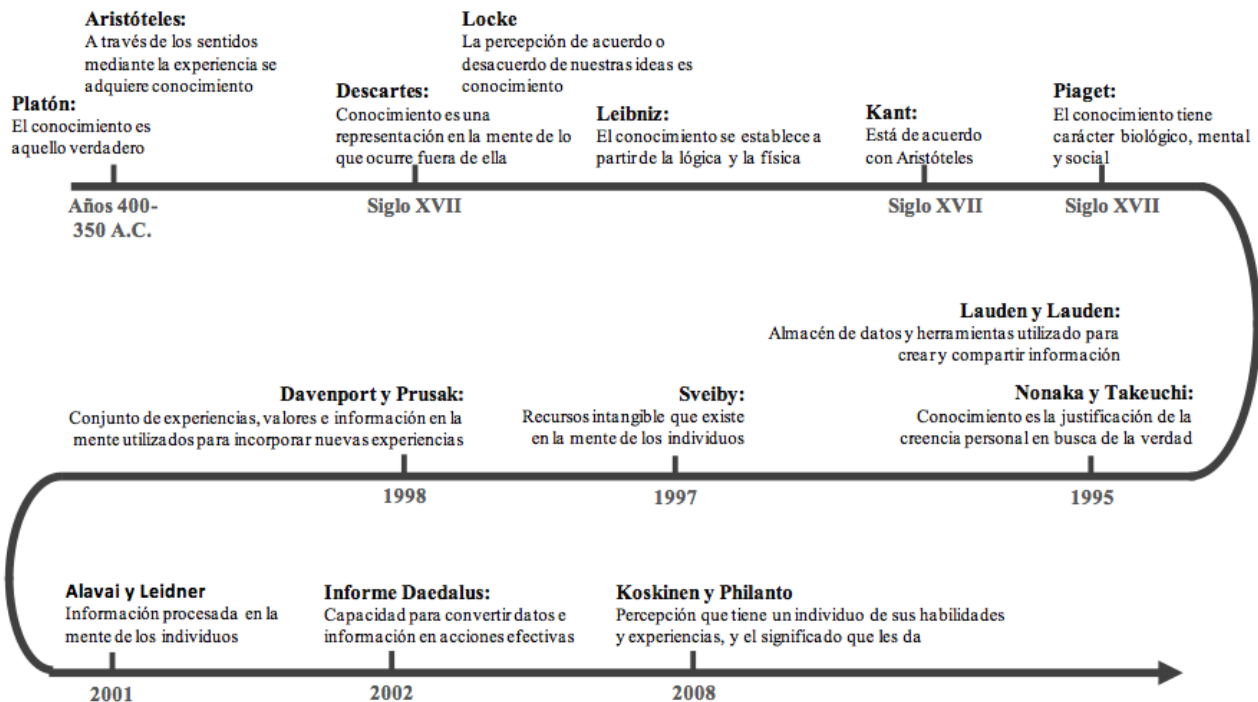 Aristóteles:
A través de los sentidos
mediante la experiencia se
adquiere conocimiento
Locke
La percepción de acuerdo o
desacuerdo de nuestras ideas es
conocimiento
Platón:
El conocimiento es
aquello verdadero
Descartes:
Conocimiento es una
representación en la mente de lo
que ocurre fuera de ella
Leibniz:
El conocimiento se establece a
partir de la lógica y la física
Kant:
Está de acuerdo
con Aristóteles
Piaget:
El conocimiento tiene
carácter biológico, mental
y social
Años 400-
350 A.C.
Siglo XVII
Siglo XVII
Siglo XVII
Lauden y Lauden:
Almacén de datos y herramientas utilizado para
crear y compartir información
Nonaka y Takeuchi:
Conocimiento es la justificación de la
creencia personal en busca de la verdad
Sveiby:
Recursos intangible que existe
en la mente de los individuos
Davenport y Prusak:
Conjunto de experiencias, valores e información en la
mente utilizados para incorporar nuevas experiencias
1998
1997
1995
Alavai y Leidner
Información procesada en la
mente de los individuos
Informe Daedalus:
Capacidad para convertir datos e
información en acciones efectivas
Koskinen y Philanto
Percepción que tiene un individuo de sus habilidades
y experiencias, y el significado que les da
2001
2002
2008